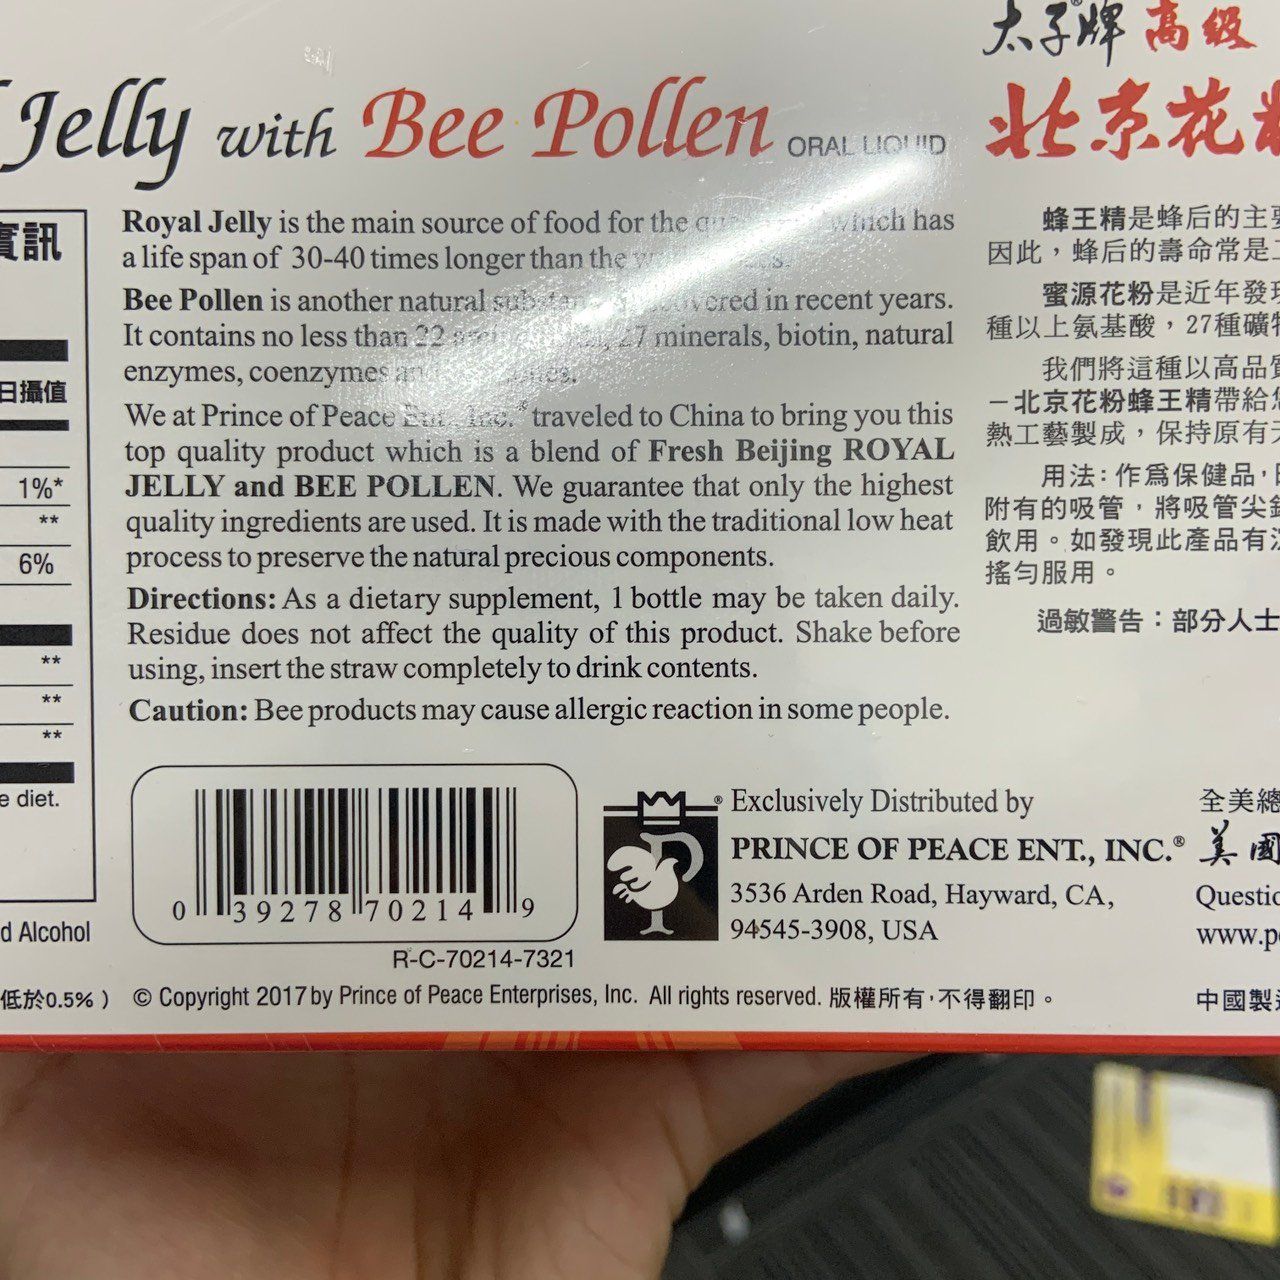 太子牌 高級
Jelly with Bee Pollen ORAL LIQUID
北京花粉
資訊
日攝值
1%*
**
6%
**
**
**
e diet.
d Alcohol
低於0.5% )
Royal Jelly is the main source of food for the which has
a life span of 30-40 times longer than the
Bee Pollen is another natural in recent years.
It contains no less than 22 27 minerals, biotin, natural
enzymes, coenzymes
We at Prince of Peace Ent., Inc.® traveled to China to bring you this
top quality product which is a blend of Fresh Beijing ROYAL
JELLY and BEE POLLEN. We guarantee that only the highest
quality ingredients are used. It is made with the traditional low heat
process to preserve the natural precious components.
Directions: As a dietary supplement, 1 bottle may be taken daily.
Residue does not affect the quality of this product. Shake before
using, insert the straw completely to drink contents.
Caution: Bee products may cause allergic reaction in some people.
蜂王精是蜂后的主要
因此，蜂后的壽命常是
蜜源花粉是近年發現
種以上氨基酸，27種礦
我們將這種以高品質
－北京花粉蜂王精帶給
熱工藝製成，保持原有
用法：作爲保健品，
附有的吸管，將吸管尖
飲用。如發現此產品有
搖勻服用。
過敏警告：部分人士
0 39278 70214 9
R-C-70214-7321
® Exclusively Distributed by
PRINCE OF PEACE ENT., INC.®
3536 Arden Road, Hayward, CA,
94545-3908, USA
全美總
美國
Questio
www.p
© Copyright 2017 by Prince of Peace Enterprises, Inc. All rights reserved. 版權所有，不得翻印。
中國製造